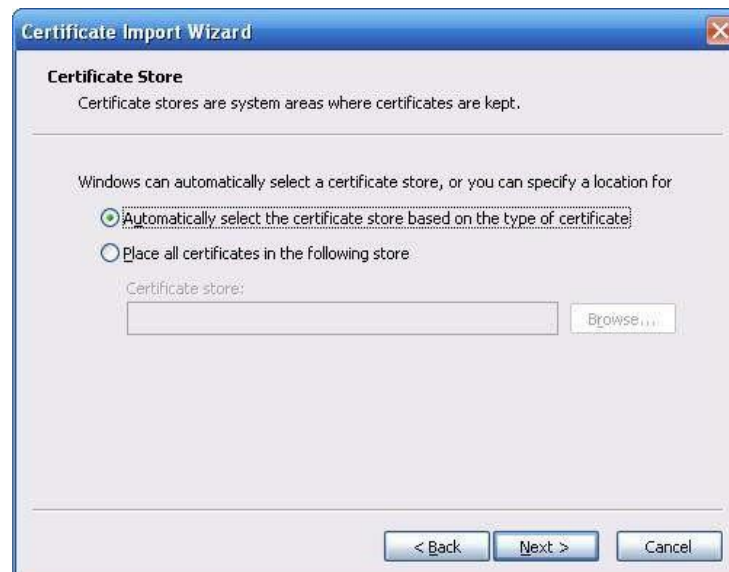 Certificate Import Wizard
Certificate Store
Certificate stores are system areas where certificates are kept.
Windows can automatically select a certificate store, or you can specify a location for
Automatically select the certificate store based on the type of certificate
Place all certificates in the following store
Certificate store:
Browse...
< Back Next > Cancel